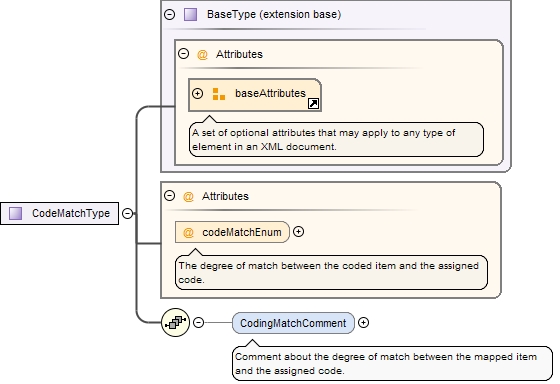 BaseType (extension base)
@ Attributes
baseAttributes
A set of optional attributes that may apply to any type of
element in an XML document.
CodeMatchType
@ Attributes
@ codeMatchEnum
The degree of match between the coded item and the assigned
code.
CodingMatchComment
Comment about the degree of match between the mapped item
and the assigned code.